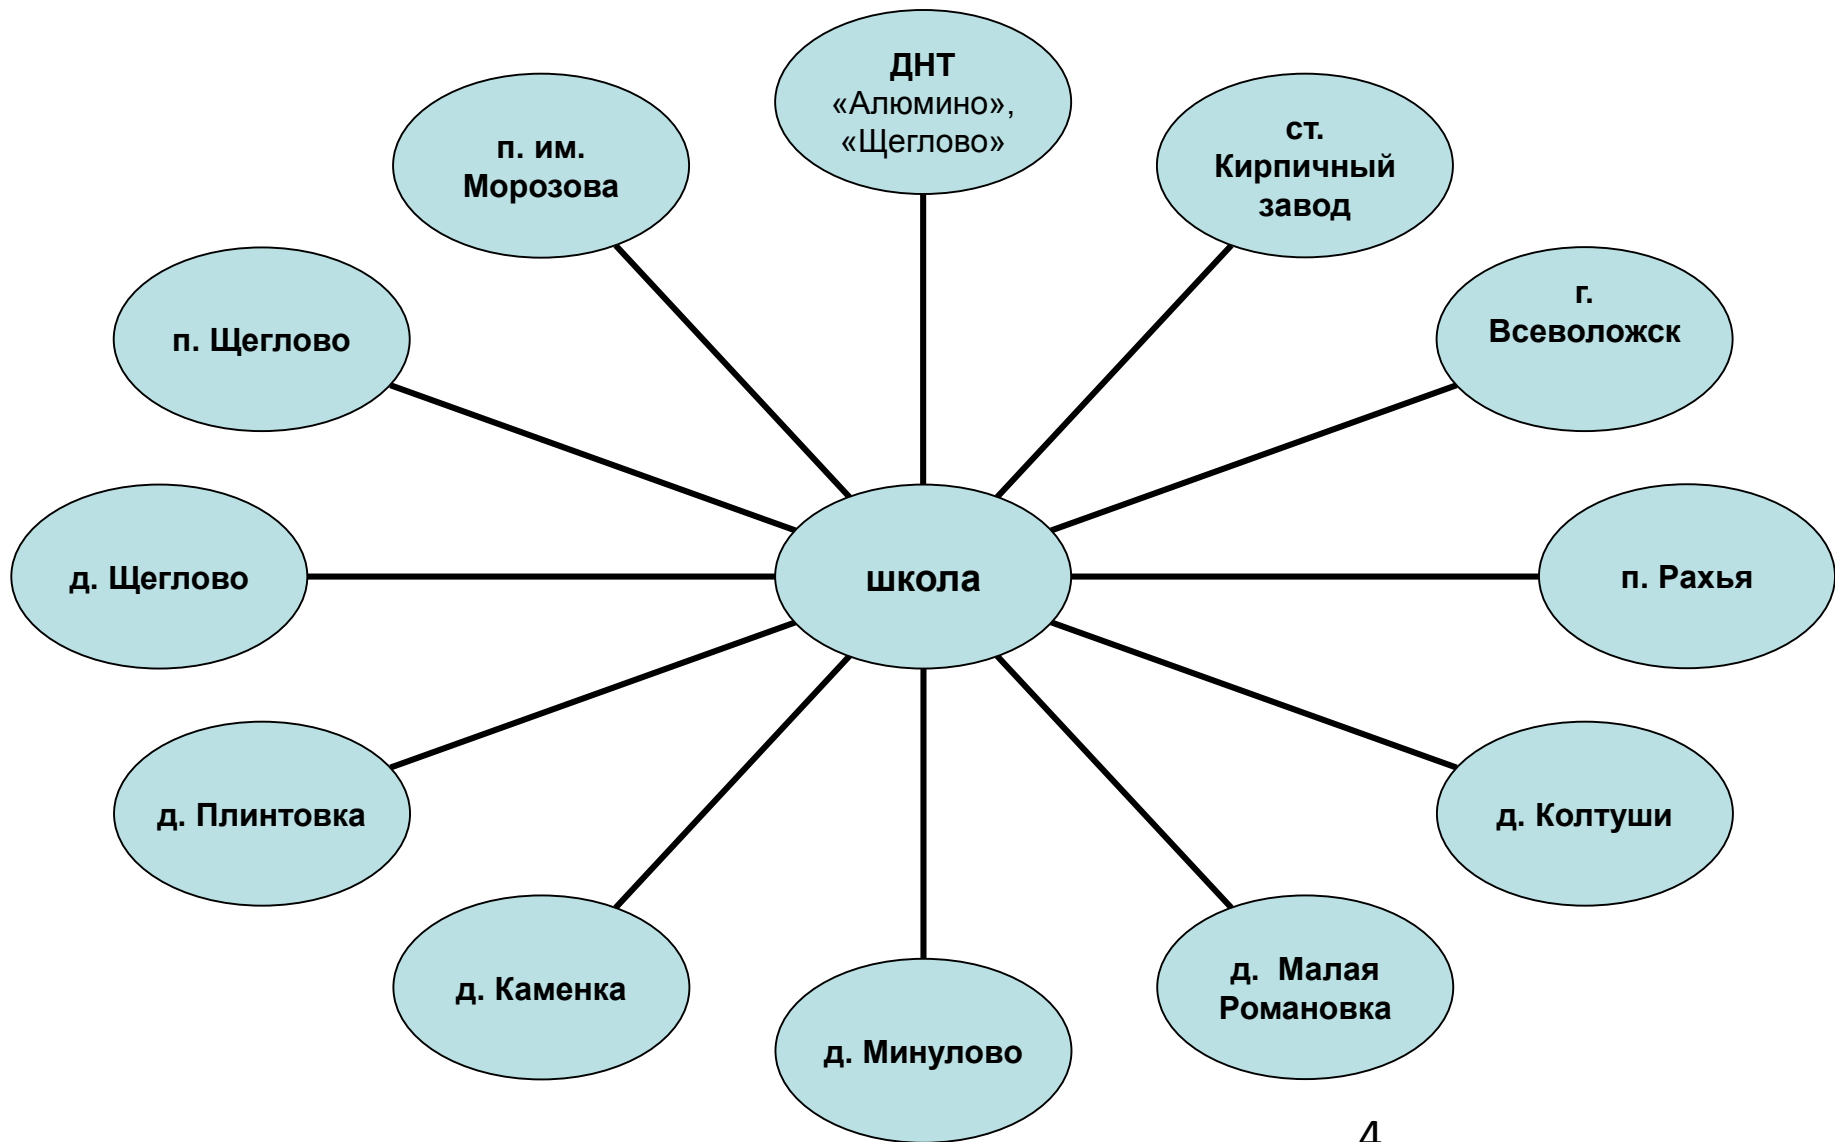 ДНТ
«Алюмино»,
«Щеглово»
ст.
Кирпичный
завод
п. им.
Морозова
г.
Всеволожск
п. Щеглово
д. Щеглово
школа
п. Рахья
д. Плинтовка
д. Колтуши
д. Каменка
д. Малая
Романовка
д. Минулово
4